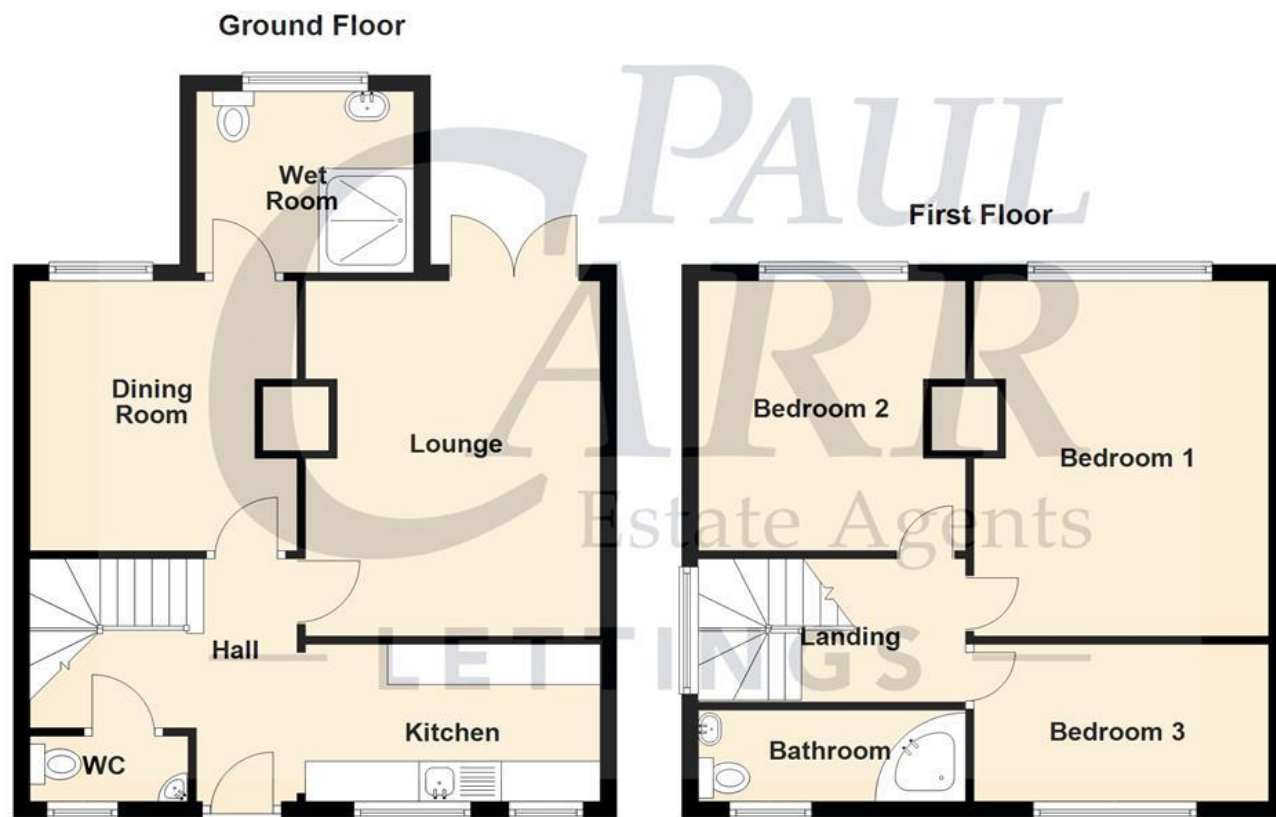 Ground Floor
Wet
Room
Dining
Room
Lounge
Hall
Kitchen
WC
First Floor
Bedroom 2
Bedroom 1
Landing
Bathroom
Bedroom 3
PAUL
CARR
Estate Agents
LETTINGS